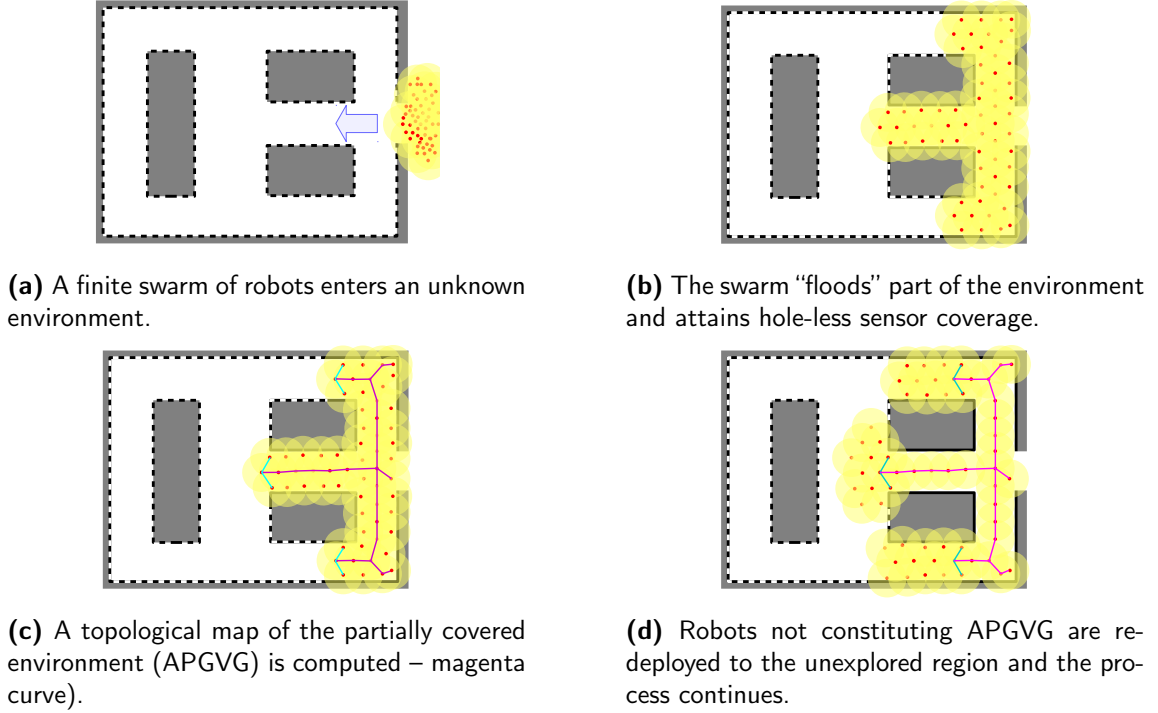 (a) A finite swarm of robots enters an unknown
environment.
(b) The swarm “floods” part of the environment
and attains hole-less sensor coverage.
(c) A topological map of the partially covered
environment (APGVG) is computed – magenta
curve).
(d) Robots not constituting APGVG are re-
deployed to the unexplored region and the pro-
cess continues.